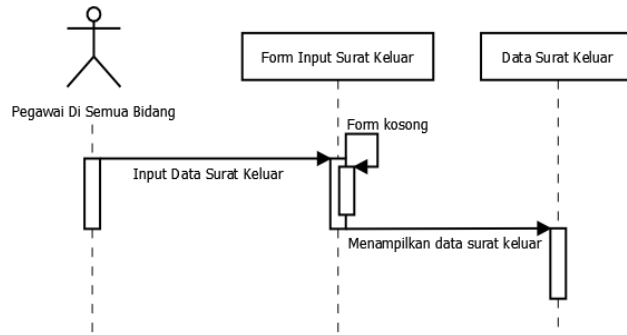 Form Input Surat Keluar
Data Surat Keluar
Pegawai Di Semua Bidang
Form kosong
Input Data Surat Keluar
Menampilkan data surat keluar